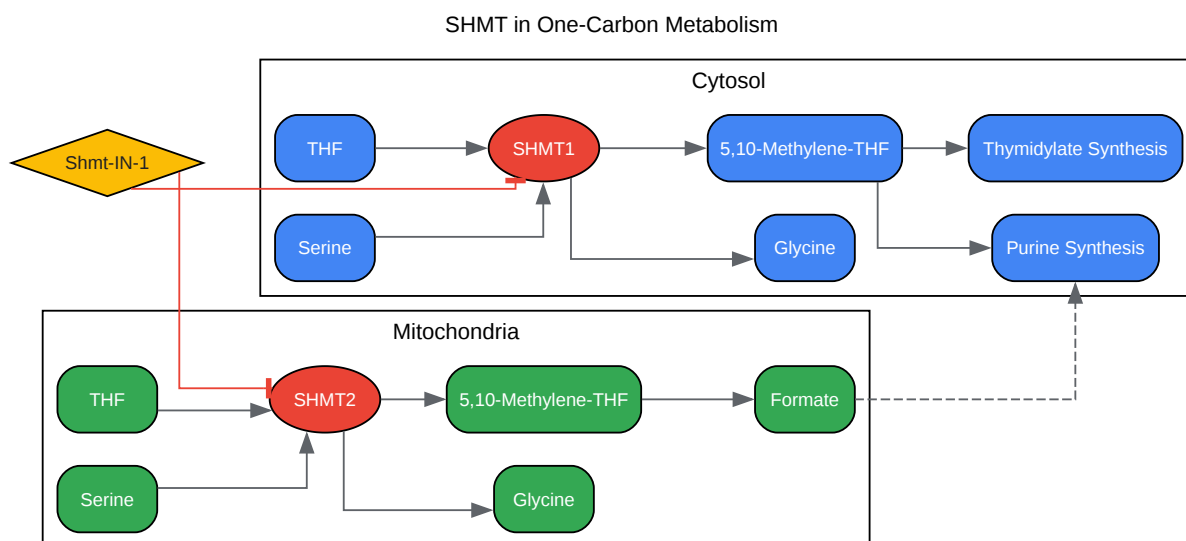 SHMT in One-Carbon Metabolism
Cytosol
Shmt-IN-1
THF
SHMT1
5,10-Methylene-THF
Thymidylate Synthesis
Serine
Glycine
Purine Synthesis
Mitochondria
THF
SHMT2
5,10-Methylene-THF
Formate
Serine
Glycine